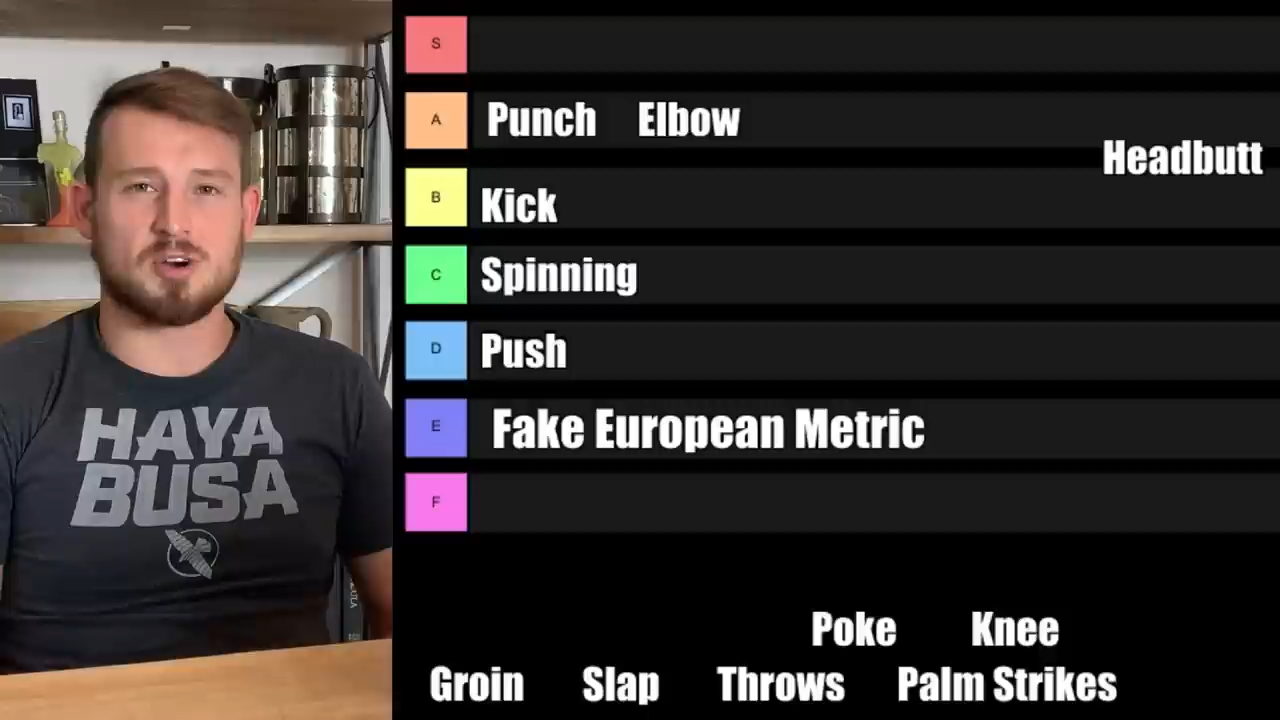 HAYA
BUSA
S
A
Punch Elbow
Headbutt
B
Kick
C
Spinning
D
Push
E
Fake European Metric
F
Poke Knee
Groin Slap Throws Palm Strikes